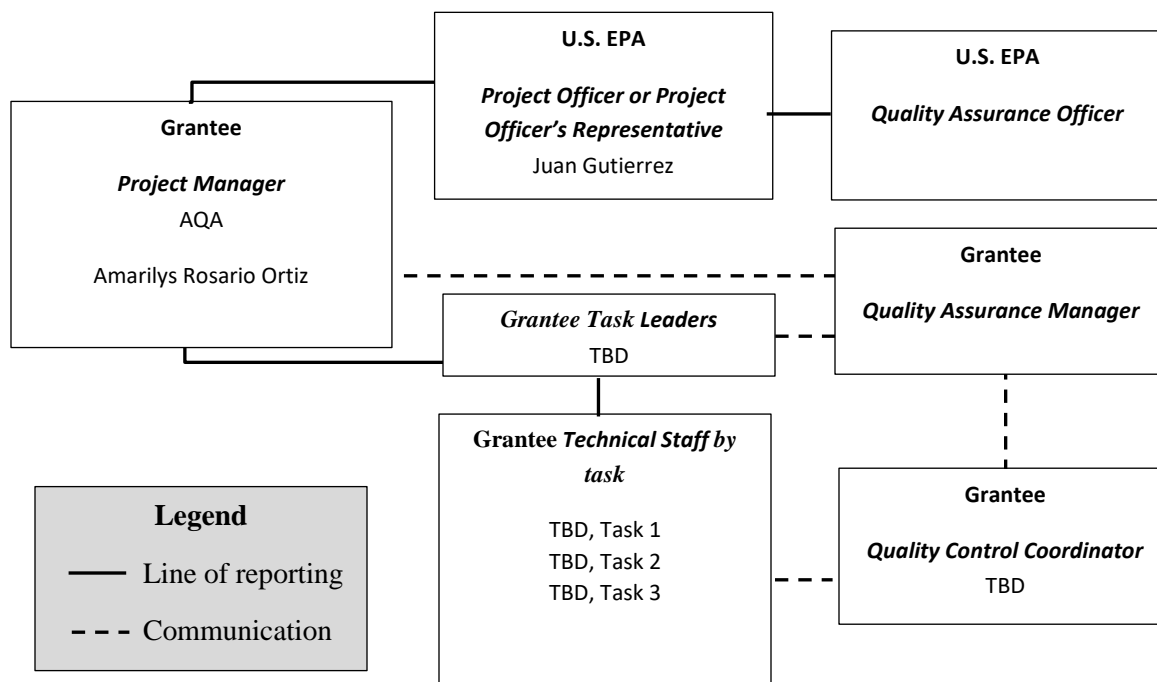 U.S. EPA
Project Officer or Project
Officer’s Representative
Juan Gutierrez
U.S. EPA
Quality Assurance Officer
Grantee
Project Manager
AQA
Amarilys Rosario Ortiz
Grantee
Quality Assurance Manager
Grantee Task Leaders
TBD
Grantee Technical Staff by
task
TBD, Task 1
TBD, Task 2
TBD, Task 3
Grantee
Quality Control Coordinator
TBD
Legend
Line of reporting
Communication